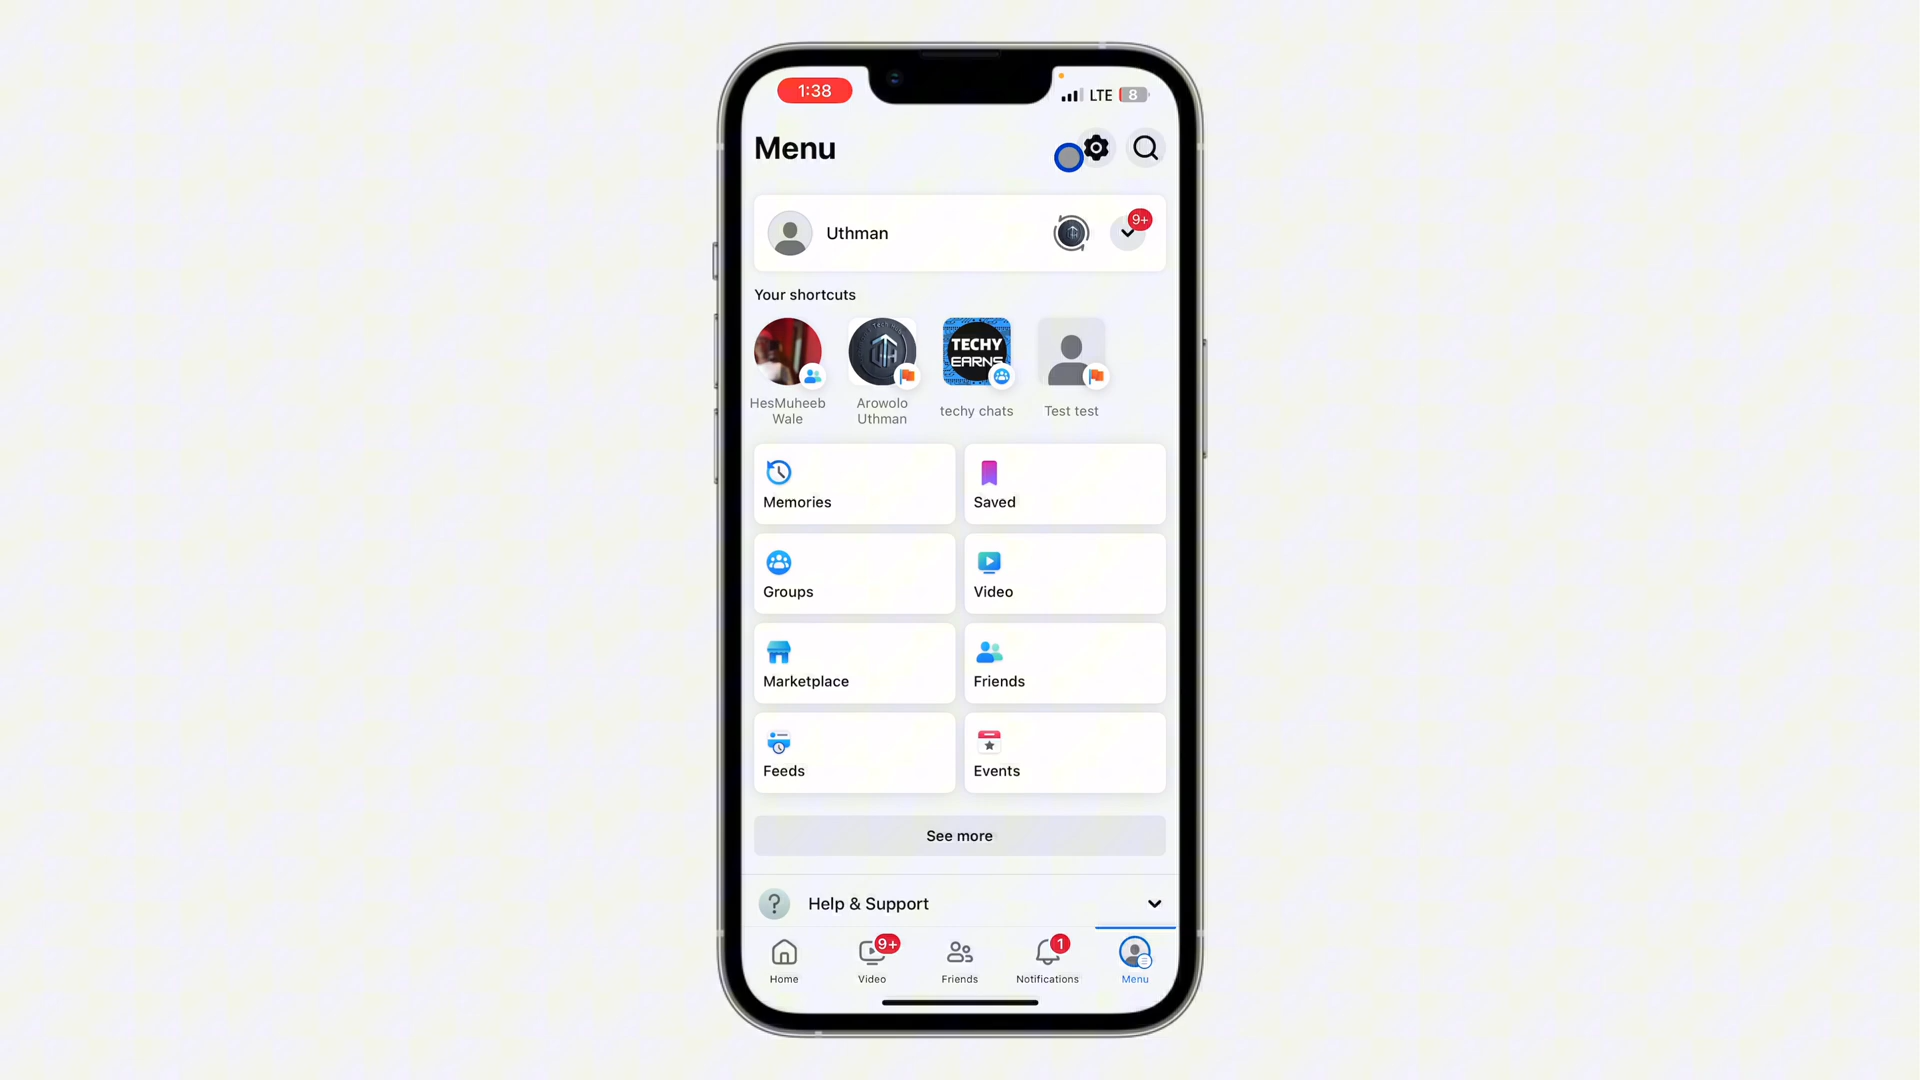 1:38
LTE 8
Menu
Uthman
9+
Your shortcuts
TECHY
EARNS
HesMuheeb
Wale
Arowolo
Uthman
techy chats
Test test
Memories
Saved
Groups
Video
Marketplace
Friends
Feeds
Events
See more
? Help & Support
9+
1
Home
Video
Friends
Notifications
Menu